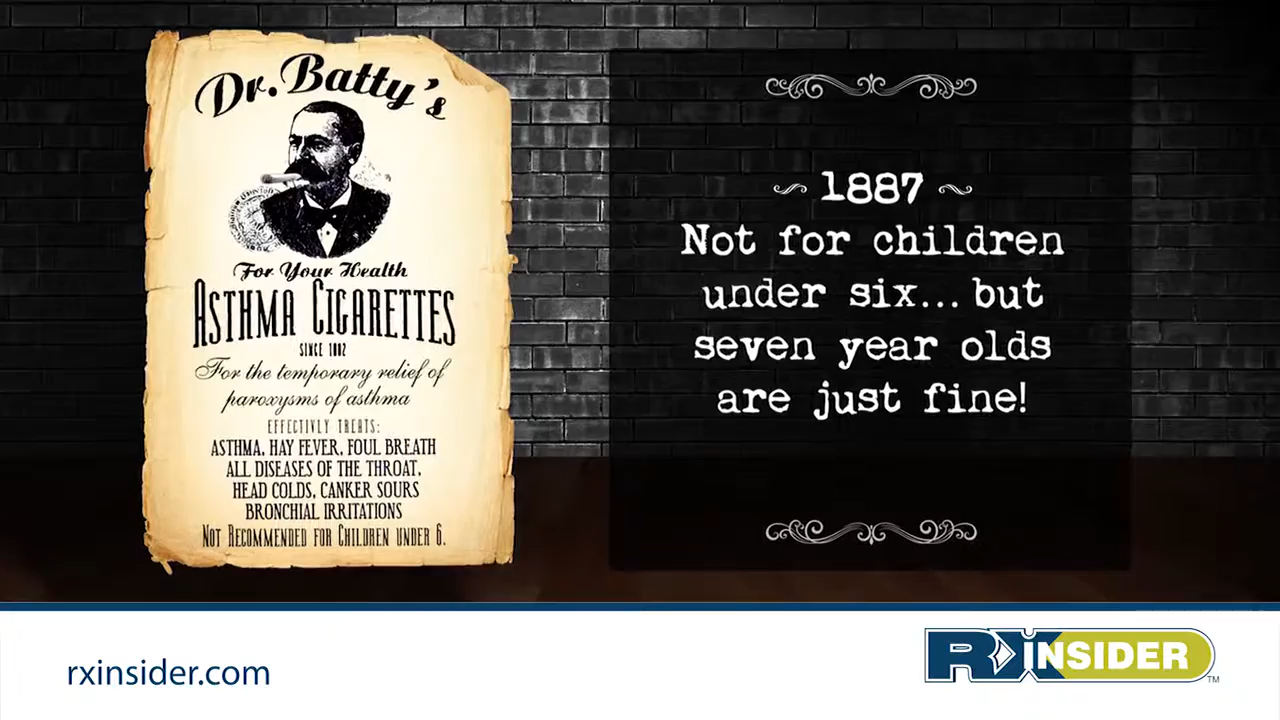 Dr. Batty's
For Your Health
ASTHMA CIGARETTES
SINCE 1882
For the temporary relief of
paroxysms of asthma
EFFECTIVLY TREATS:
ASTHMA, HAY FEVER, FOUL BREATH
ALL DISEASES OF THE THROAT,
HEAD COLDS, CANKER SOURS
BRONCHIAL IRRITATIONS
NOT RECOMMENDED FOR CHILDREN UNDER 6.
~ 1887 ~
Not for children
under six... but
seven year olds
are just fine!
rxinsider.com
RXINSIDER™